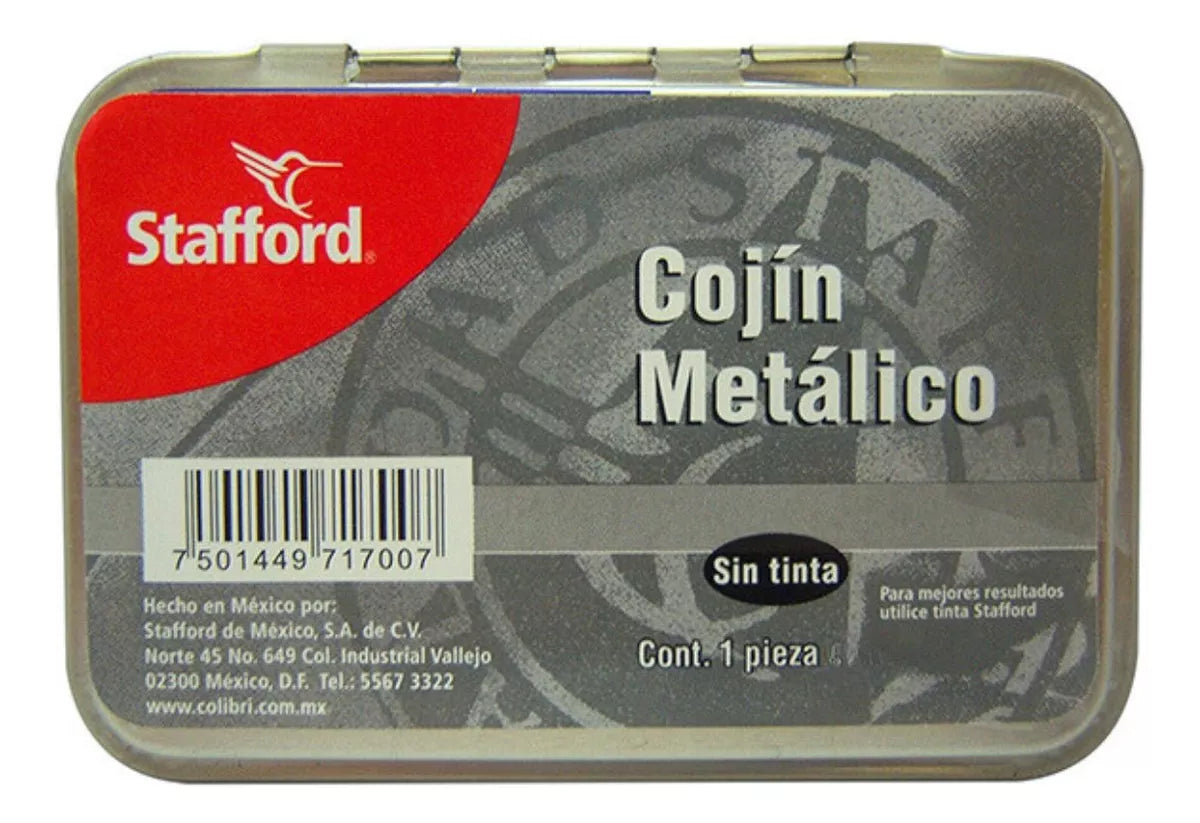 Stafford®
Cojín
Metálico
7 501449 717007
Sin tinta
Para mejores resultados
utilice tinta Stafford
Hecho en México por:
Stafford de México, S.A. de C.V.
Norte 45 No. 649 Col. Industrial Vallejo
02300 México, D.F. Tel.: 5567 3322
www.colibri.com.mx
Cont. 1 pieza